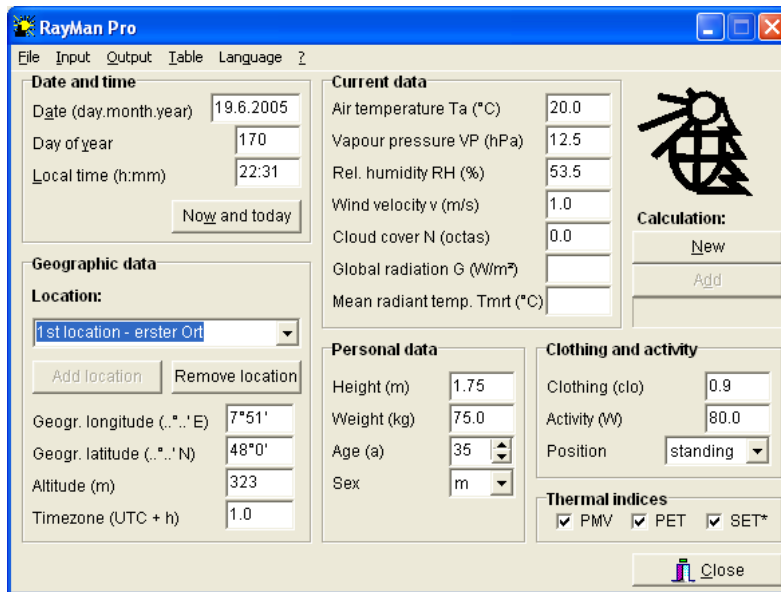 RayMan Pro
File Input Output Table Language ?
Date and time
Date (day.month.year) 19.6.2005
Day of year 170
Local time (h:mm) 22:31
Now and today
Geographic data
Location:
1st location - erster Ort
Add location Remove location
Geogr. longitude (..°..' E) 7°51'
Geogr. latitude (..°..' N) 48°0'
Altitude (m) 323
Timezone (UTC + h) 1.0
Current data
Air temperature Ta (°C) 20.0
Vapour pressure VP (hPa) 12.5
Rel. humidity RH (%) 53.5
Wind velocity v (m/s) 1.0
Cloud cover N (octas) 0.0
Global radiation G (W/m²)
Mean radiant temp. Tmrt (°C)
Calculation:
New
Add
Personal data
Height (m) 1.75
Weight (kg) 75.0
Age (a) 35
Sex m
Clothing and activity
Clothing (clo) 0.9
Activity (W) 80.0
Position standing
Thermal indices
PMV PET SET*
Close